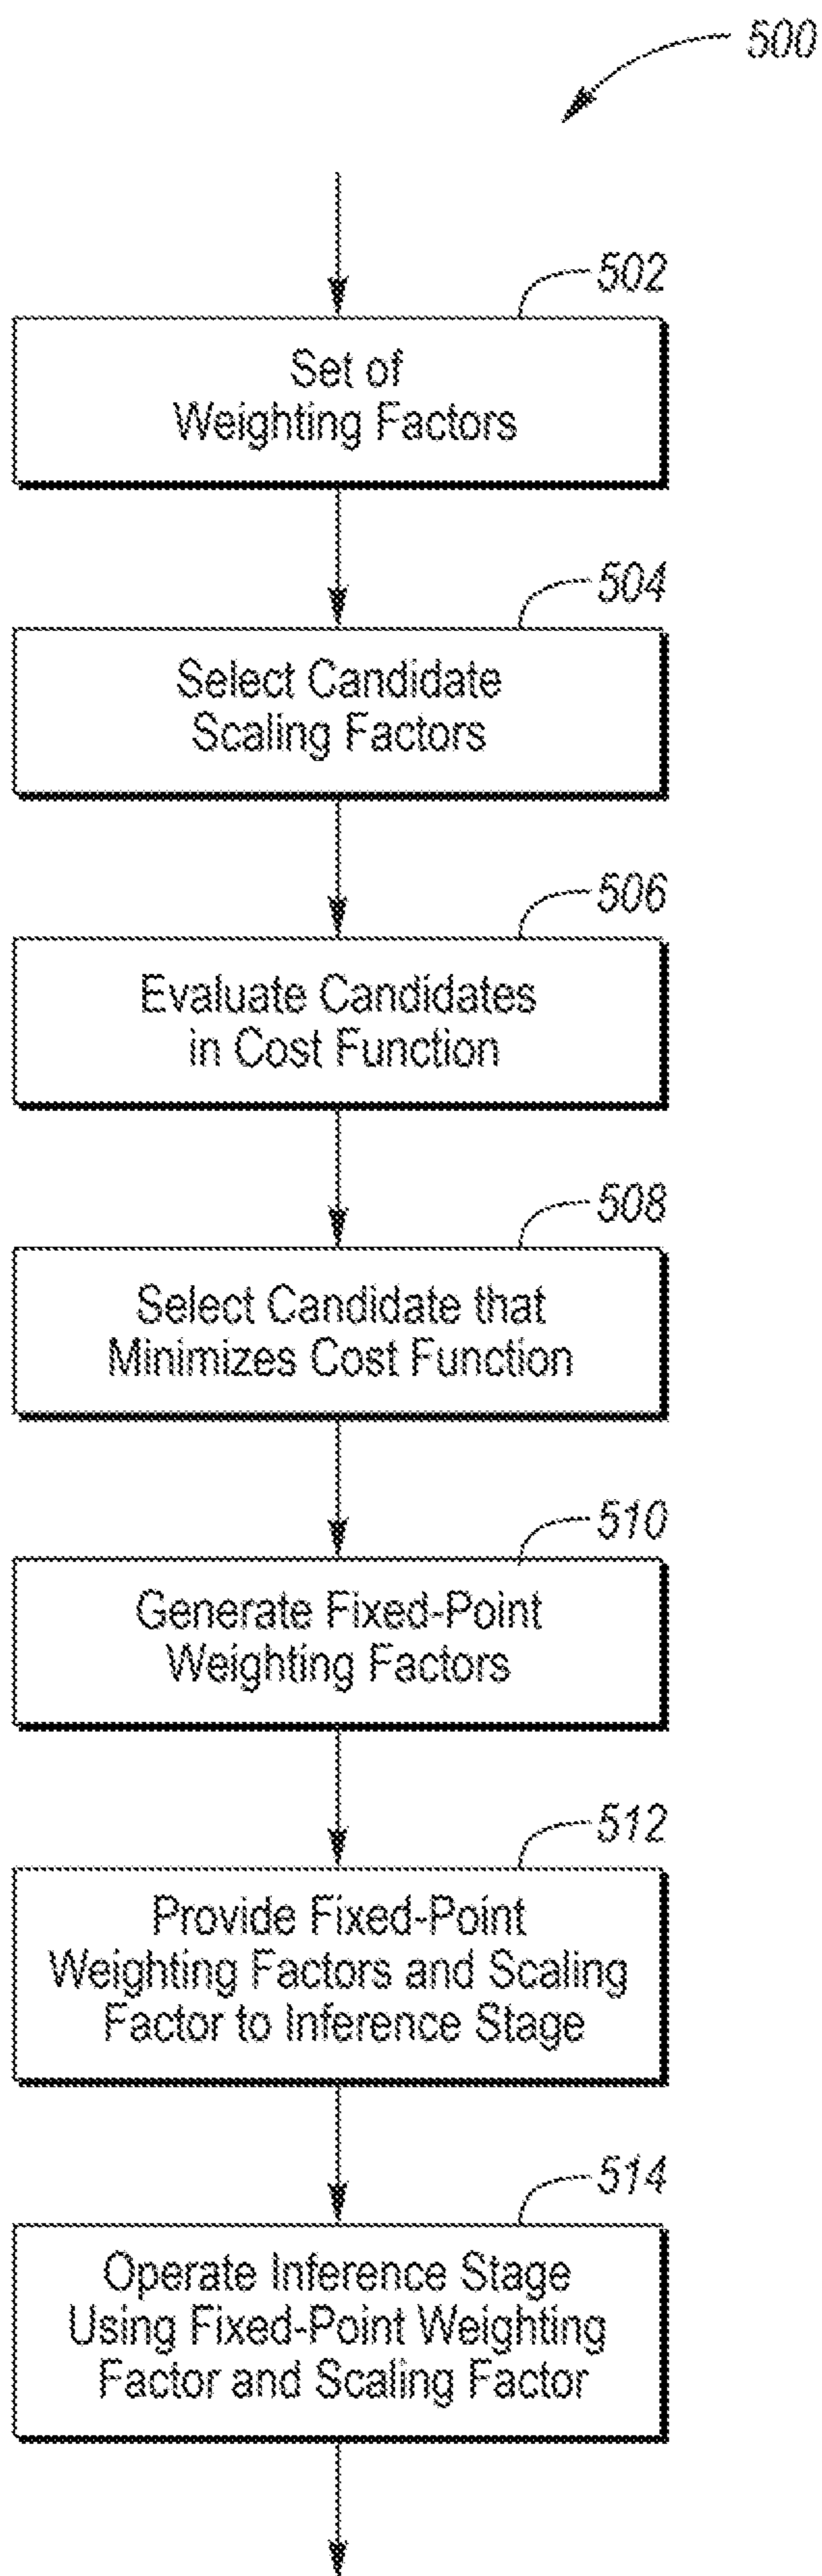 500
502
Set of
Weighting Factors
504
Select Candidate
Scaling Factors
506
Evaluate Candidates
in Cost Function
508
Select Candidate that
Minimizes Cost Function
510
Generate Fixed-Point
Weighting Factors
512
Provide Fixed-Point
Weighting Factors and Scaling
Factor to Inference Stage
514
Operate Inference Stage
Using Fixed-Point Weighting
Factor and Scaling Factor